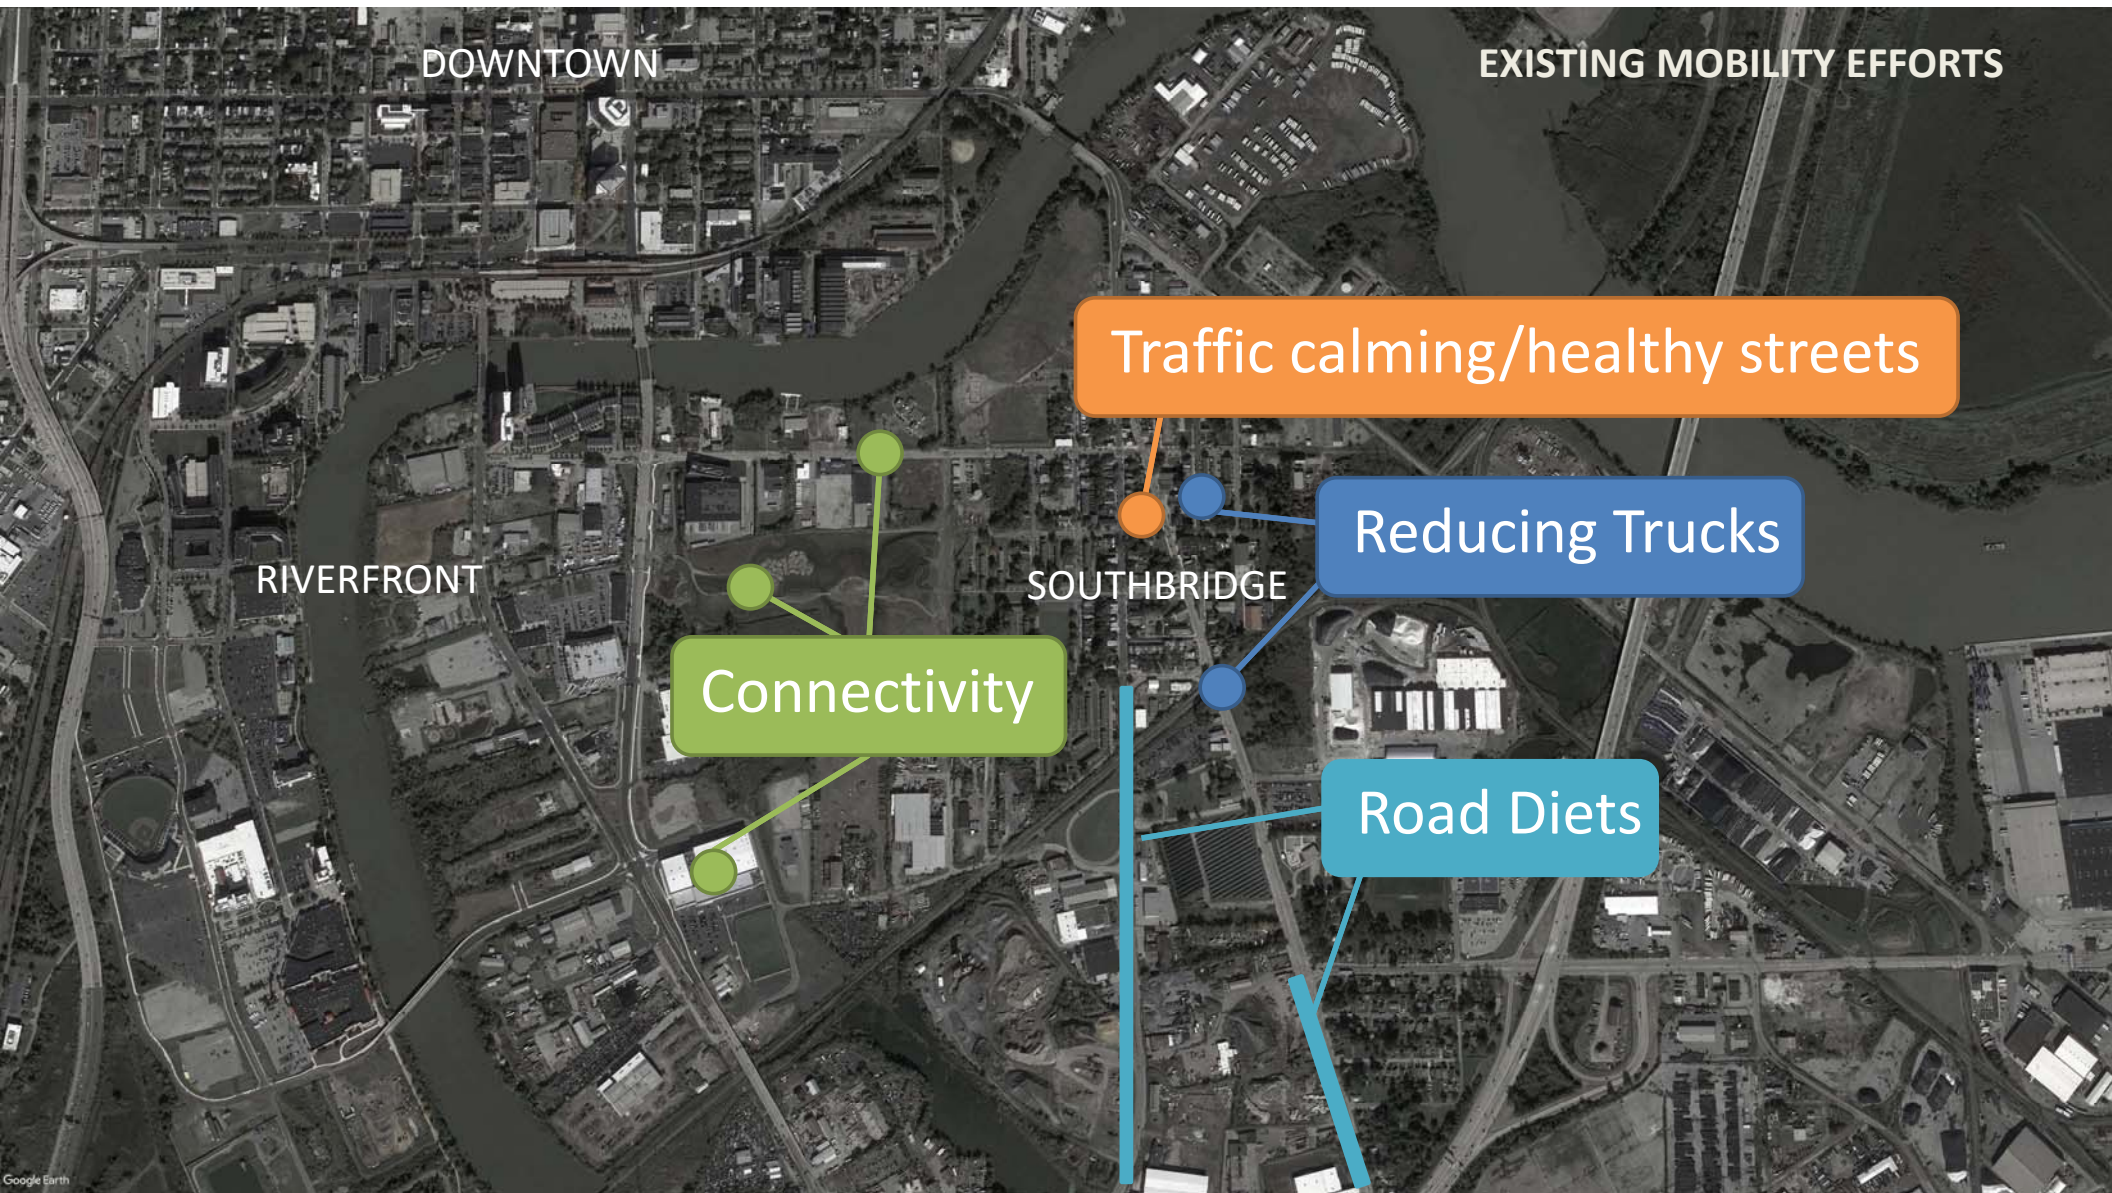 DOWNTOWN
EXISTING MOBILITY EFFORTS
Traffic calming/healthy streets
Reducing Trucks
RIVERFRONT
SOUTHBRIDGE
Connectivity
Road Diets
Google Earth